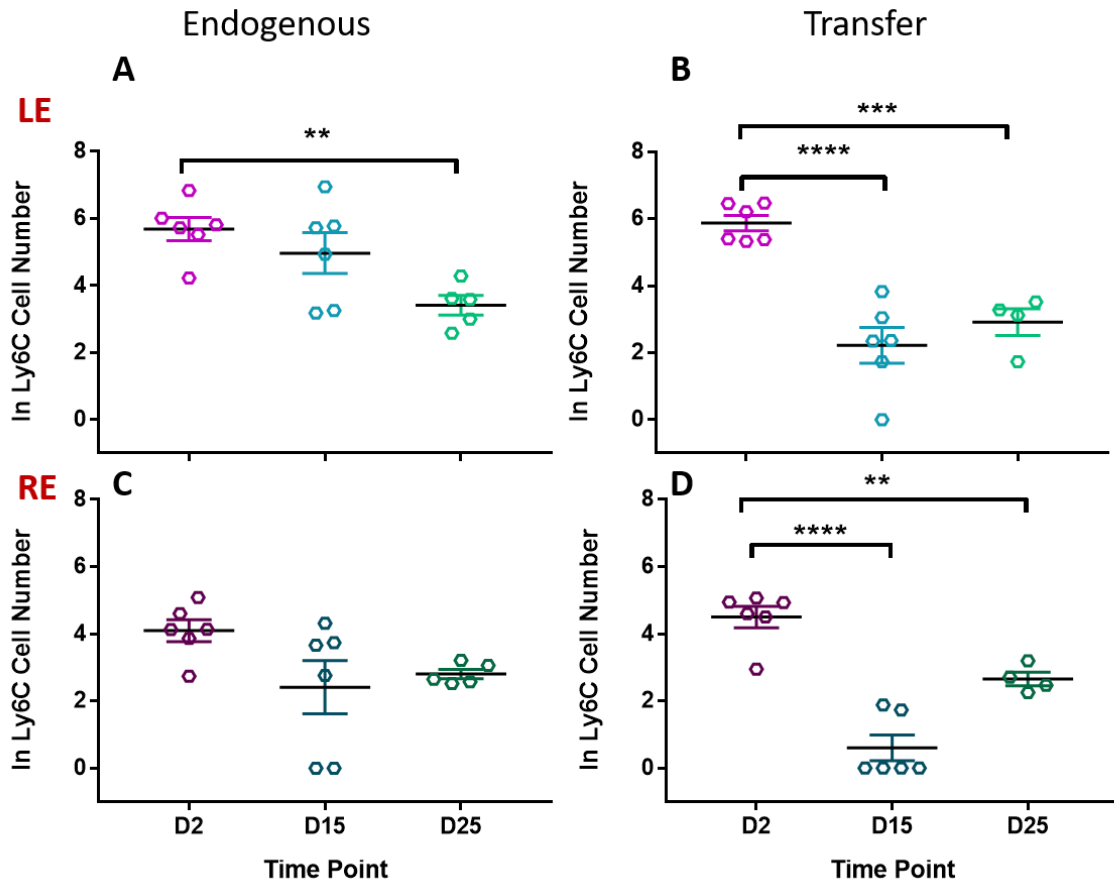 Endogenous
Transfer
A
B
LE
**
8
6
4
2
0
ln Ly6C Cell Number
***
****
8
6
4
2
0
ln Ly6C Cell Number
RE
C
D
8
6
4
2
0
ln Ly6C Cell Number
D2 D15 D25
Time Point
**
****
8
6
4
2
0
ln Ly6C Cell Number
D2 D15 D25
Time Point